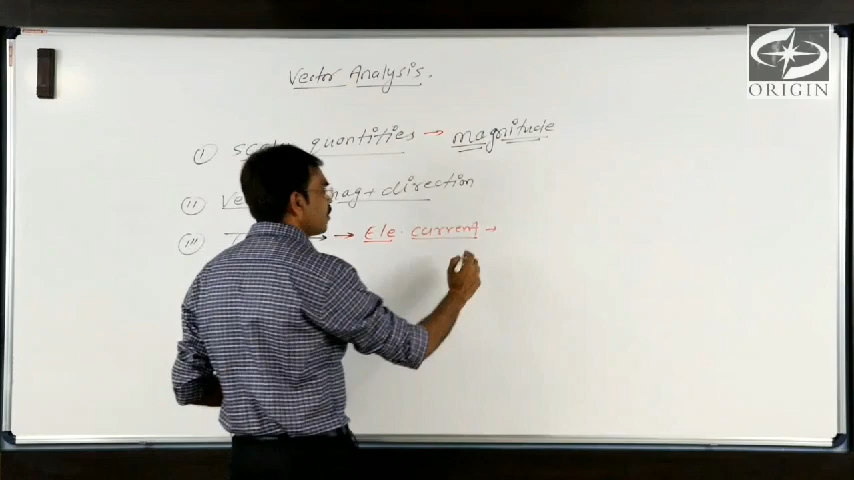 Vector Analysis.
ORIGIN
(I) quantities → magnitude
(II) mag + direction
(III) → Ele. current →